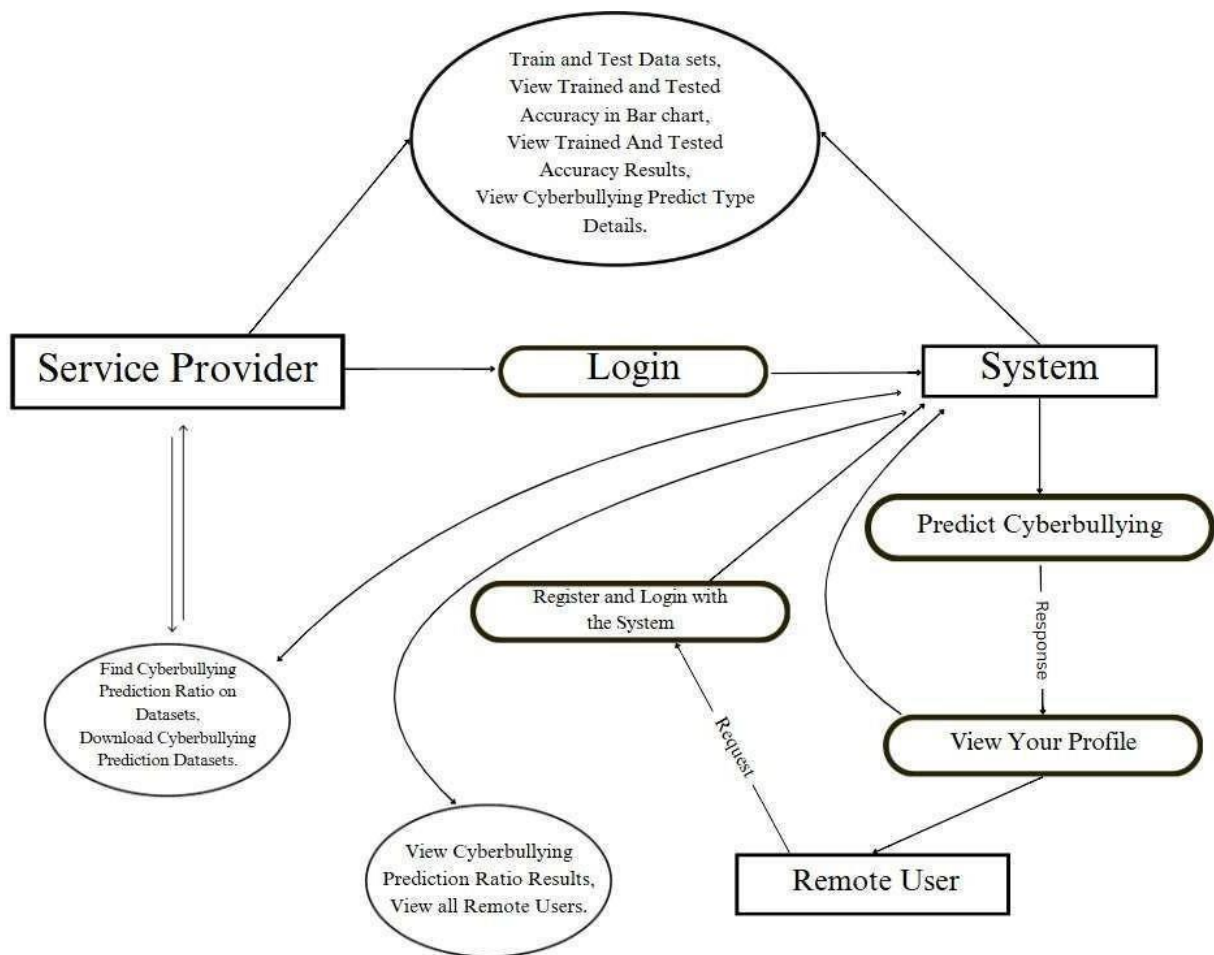 Train and Test Data sets,
View Trained and Tested
Accuracy in Bar chart,
View Trained And Tested
Accuracy Results,
View Cyberbullying Predict Type
Details.
Service Provider
Login
System
Predict Cyberbullying
Register and Login with
the System
Response
Find Cyberbullying
Prediction Ratio on
Datasets,
Download Cyberbullying
Prediction Datasets.
Request
View Your Profile
View Cyberbullying
Prediction Ratio Results,
View all Remote Users.
Remote User